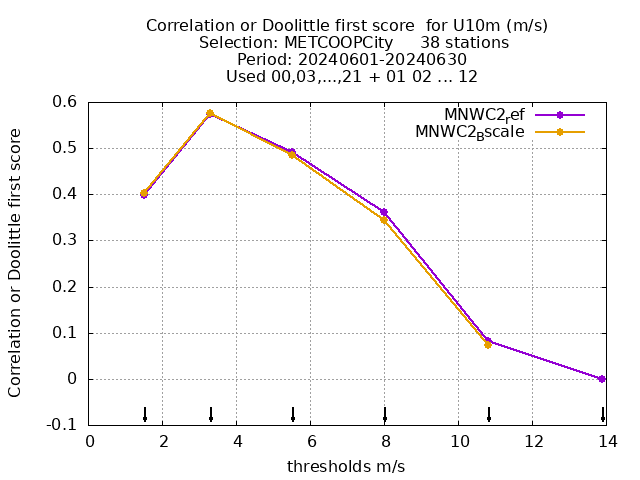 Correlation or Doolittle first score  for U10m (m/s)
Selection: METCOOPCity     38 stations
Period: 20240601-20240630
Used 00,03,...,21 + 01 02 ... 12
MNWC2_ref
MNWC2_Bscale
0.6
0.5
0.4
0.3
0.2
0.1
0
-0.1
Correlation or Doolittle first score
0 2 4 6 8 10 12 14
thresholds m/s